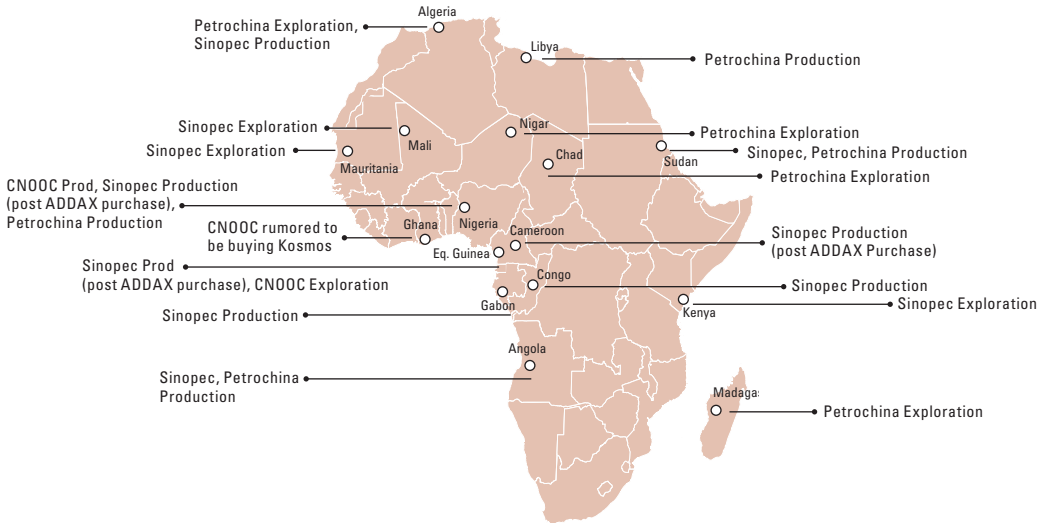 Algeria
Petrochina Exploration,
Sinopec Production
Libya
Petrochina Production
Sinopec Exploration
Mali
Nigar
Petrochina Exploration
Sinopec Exploration
Mauritania
Chad
Sudan
Sinopec, Petrochina Production
Petrochina Exploration
CNOOC Prod, Sinopec Production
(post ADDAX purchase),
Petrochina Production
Nigeria
CNOOC rumored to
be buying Kosmos
Ghana
Cameroon
Sinopec Production
(post ADDAX Purchase)
Eq. Guinea
Sinopec Prod
(post ADDAX purchase), CNOOC Exploration
Congo
Sinopec Production
Gabon
Sinopec Production
Kenya
Sinopec Exploration
Angola
Sinopec, Petrochina
Production
Madagas
Petrochina Exploration